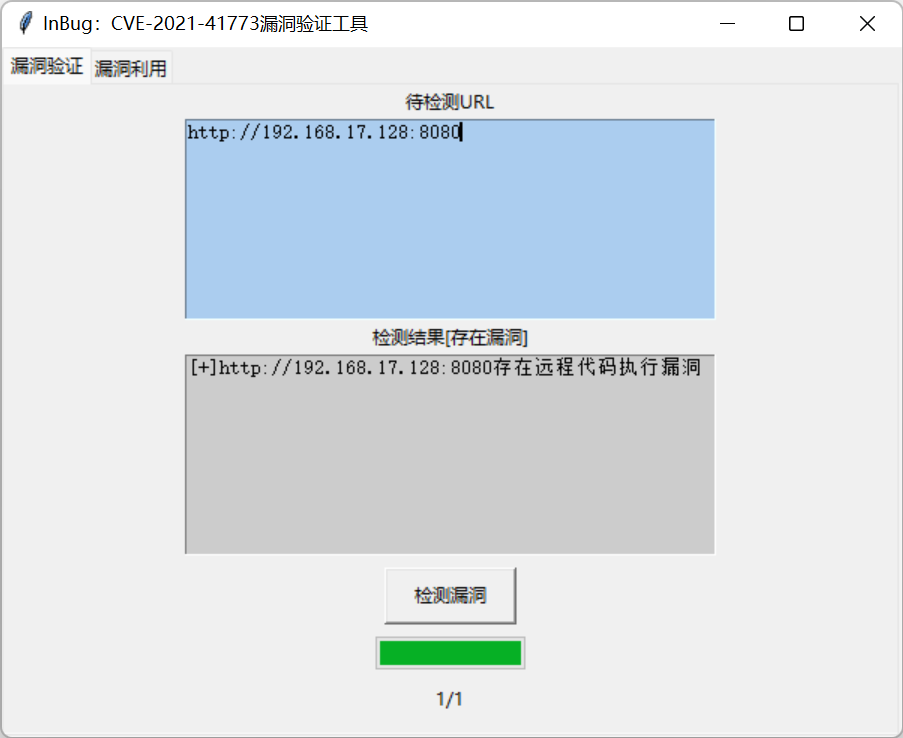 InBug：CVE-2021-41773漏洞验证工具
漏洞验证 漏洞利用
待检测URL
http://192.168.17.128:8080
检测结果[存在漏洞]
[+]http://192.168.17.128:8080存在远程代码执行漏洞
检测漏洞
1/1